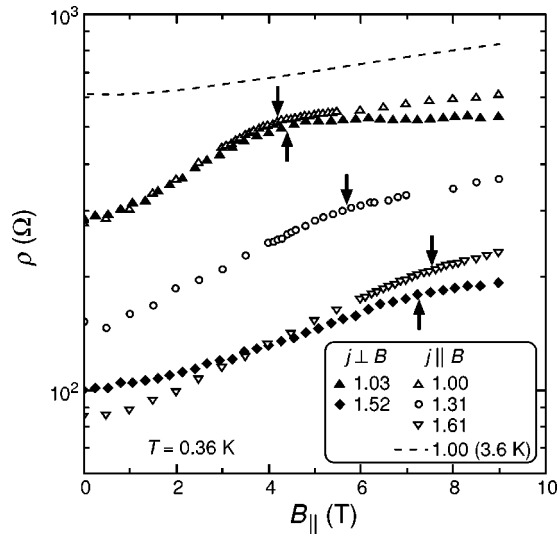 10³
ρ (Ω)
10²
j ⊥ B j || B
▲ 1.03 △ 1.00
◆ 1.52 ○ 1.31
▽ 1.61
--- 1.00 (3.6 K)
T = 0.36 K
0 2 4 6 8 10
B|| (T)